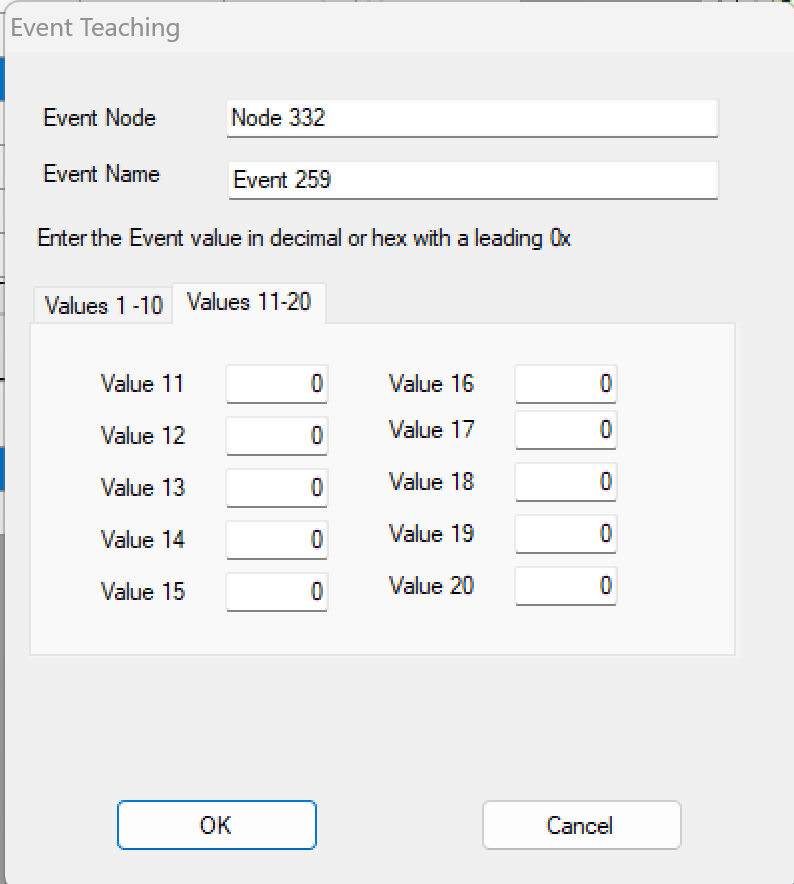 Event Teaching
Event Node Node 332
Event Name Event 259
Enter the Event value in decimal or hex with a leading 0x
Values 1 -10 Values 11-20
Value 11 0 Value 16 0
Value 12 0 Value 17 0
Value 13 0 Value 18 0
Value 14 0 Value 19 0
Value 15 0 Value 20 0
OK Cancel